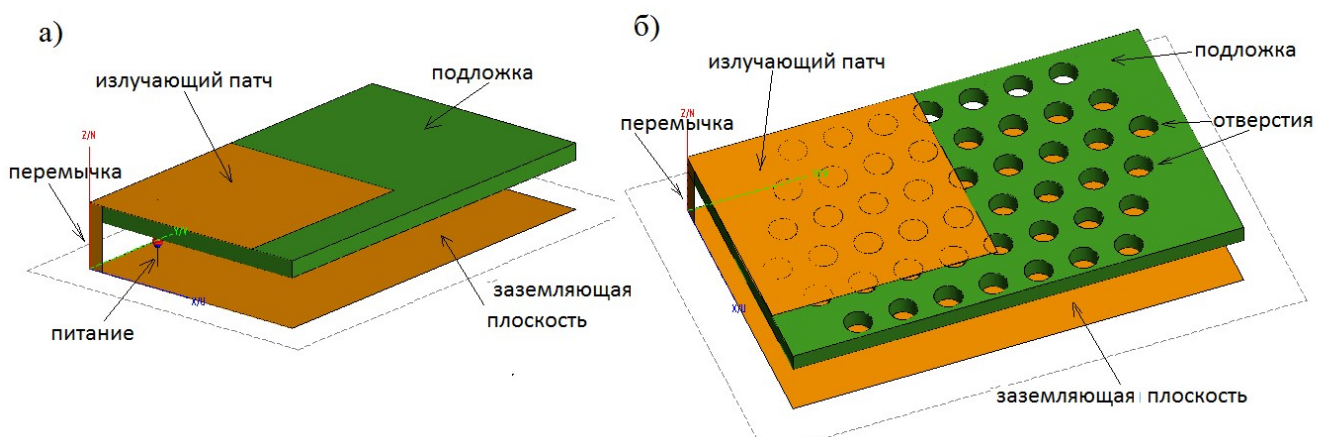 а)
излучающий патч
подложка
Z/N
перемычка
X/U
питание
заземляющая
плоскость
б)
излучающий патч
подложка
перемычка
отверстия
X/U
заземляющая плоскость